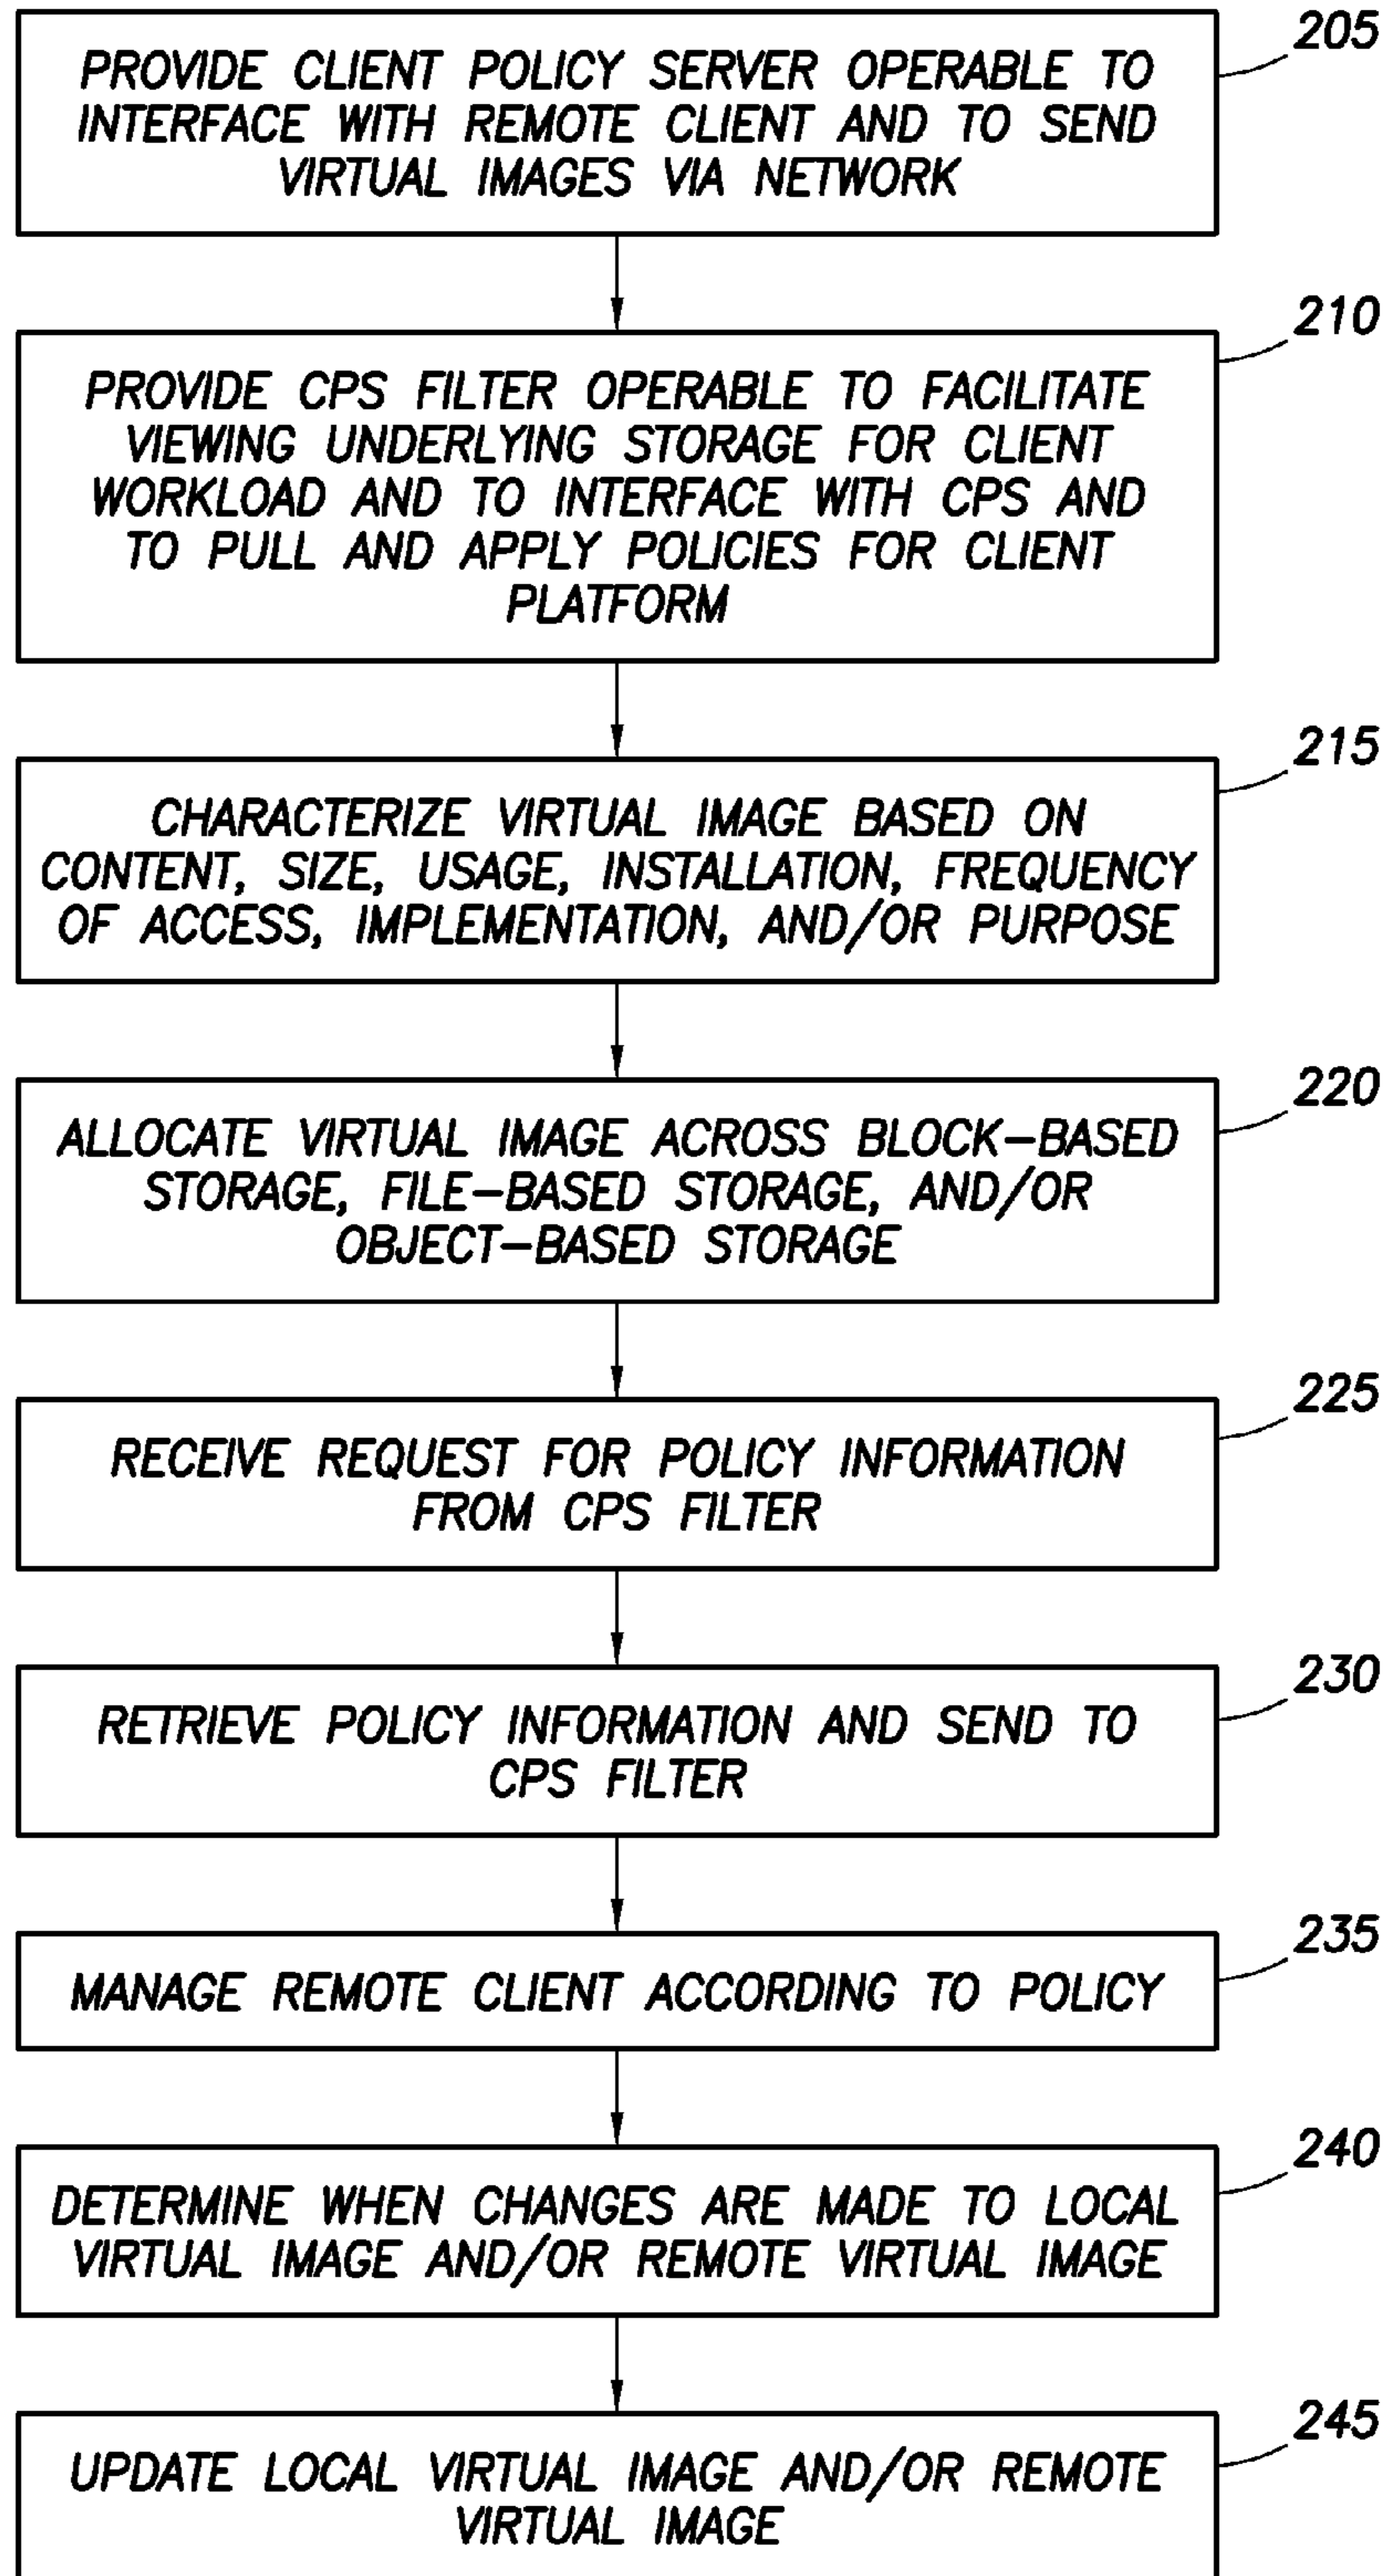 205
PROVIDE CLIENT POLICY SERVER OPERABLE TO
INTERFACE WITH REMOTE CLIENT AND TO SEND
VIRTUAL IMAGES VIA NETWORK
210
PROVIDE CPS FILTER OPERABLE TO FACILITATE
VIEWING UNDERLYING STORAGE FOR CLIENT
WORKLOAD AND TO INTERFACE WITH CPS AND
TO PULL AND APPLY POLICIES FOR CLIENT
PLATFORM
215
CHARACTERIZE VIRTUAL IMAGE BASED ON
CONTENT, SIZE, USAGE, INSTALLATION, FREQUENCY
OF ACCESS, IMPLEMENTATION, AND/OR PURPOSE
220
ALLOCATE VIRTUAL IMAGE ACROSS BLOCK-BASED
STORAGE, FILE-BASED STORAGE, AND/OR
OBJECT-BASED STORAGE
225
RECEIVE REQUEST FOR POLICY INFORMATION
FROM CPS FILTER
230
RETRIEVE POLICY INFORMATION AND SEND TO
CPS FILTER
235
MANAGE REMOTE CLIENT ACCORDING TO POLICY
240
DETERMINE WHEN CHANGES ARE MADE TO LOCAL
VIRTUAL IMAGE AND/OR REMOTE VIRTUAL IMAGE
245
UPDATE LOCAL VIRTUAL IMAGE AND/OR REMOTE
VIRTUAL IMAGE